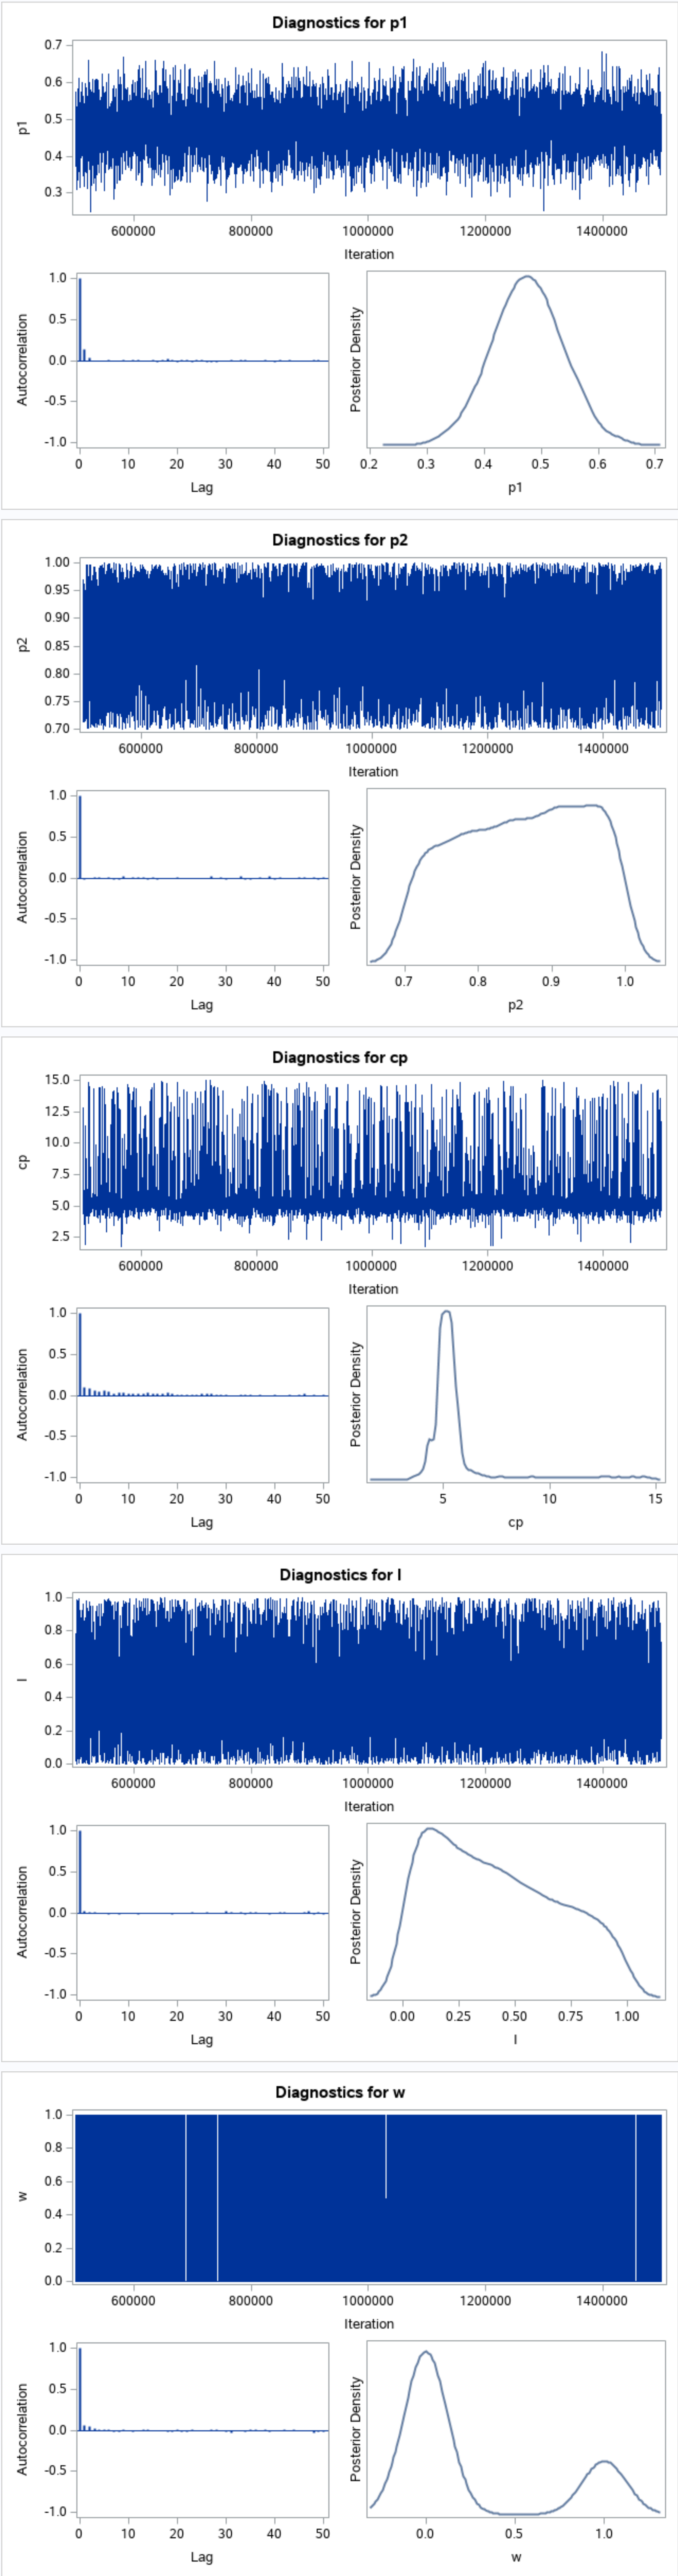 Diagnostics for p1
0.7
0.6
0.5
0.4
0.3
p1
600000 800000 1000000 1200000 1400000
Iteration
1.0
0.5
0.0
-0.5
-1.0
Autocorrelation
0 10 20 30 40 50
Lag
Posterior Density
0.2 0.3 0.4 0.5 0.6 0.7
p1
Diagnostics for p2
1.00
0.95
0.90
0.85
0.80
0.75
0.70
p2
600000 800000 1000000 1200000 1400000
Iteration
1.0
0.5
0.0
-0.5
-1.0
Autocorrelation
0 10 20 30 40 50
Lag
Posterior Density
0.7 0.8 0.9 1.0
p2
Diagnostics for cp
15.0
12.5
10.0
7.5
5.0
2.5
cp
600000 800000 1000000 1200000 1400000
Iteration
1.0
0.5
0.0
-0.5
-1.0
Autocorrelation
0 10 20 30 40 50
Lag
Posterior Density
5 10 15
cp
Diagnostics for l
1.0
0.8
0.6
0.4
0.2
0.0
l
600000 800000 1000000 1200000 1400000
Iteration
1.0
0.5
0.0
-0.5
-1.0
Autocorrelation
0 10 20 30 40 50
Lag
Posterior Density
0.00 0.25 0.50 0.75 1.00
l
Diagnostics for w
1.0
0.8
0.6
0.4
0.2
0.0
w
600000 800000 1000000 1200000 1400000
Iteration
1.0
0.5
0.0
-0.5
-1.0
Autocorrelation
0 10 20 30 40 50
Lag
Posterior Density
0.0 0.5 1.0
w